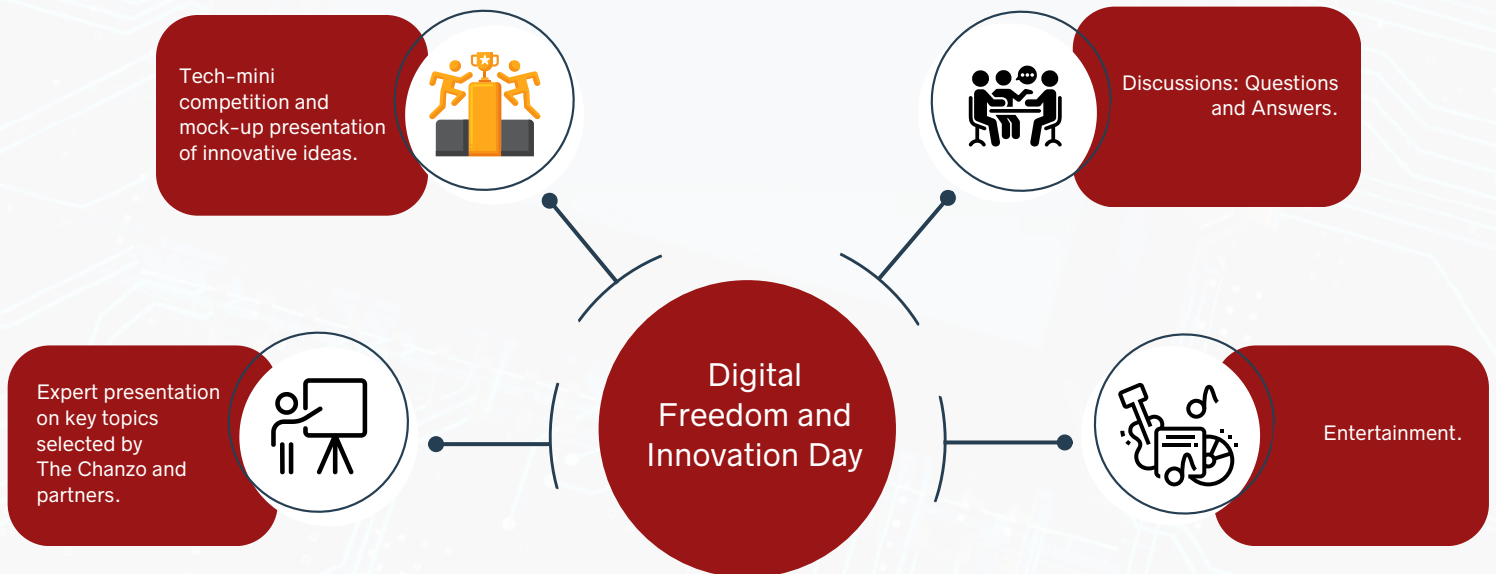 Tech-mini
competition and
mock-up presentation
of innovative ideas.
Discussions: Questions
and Answers.
Expert presentation
on key topics
selected by
The Chanzo and
partners.
Digital
Freedom and
Innovation Day
Entertainment.